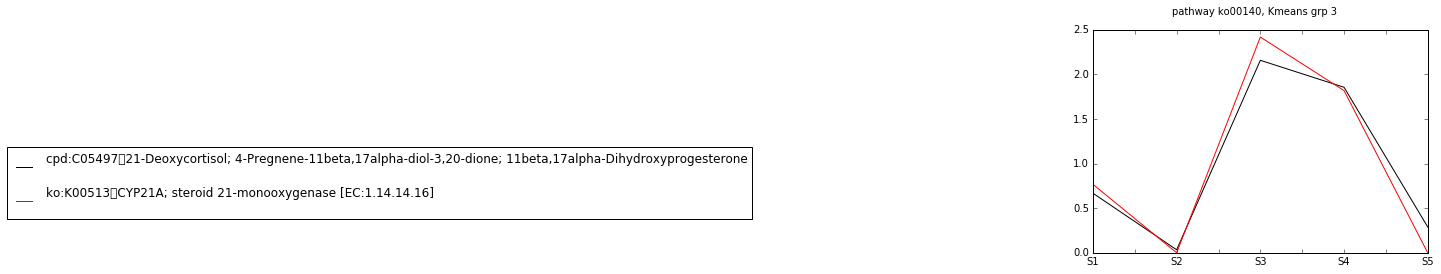 pathway ko00140, Kmeans grp 3
cpd:C05497▯21-Deoxycortisol; 4-Pregnene-11beta,17alpha-diol-3,20-dione; 11beta,17alpha-Dihydroxyprogesterone
ko:K00513▯CYP21A; steroid 21-monooxygenase [EC:1.14.14.16]
2.5
2.0
1.5
1.0
0.5
0.0
S1 S2 S3 S4 S5